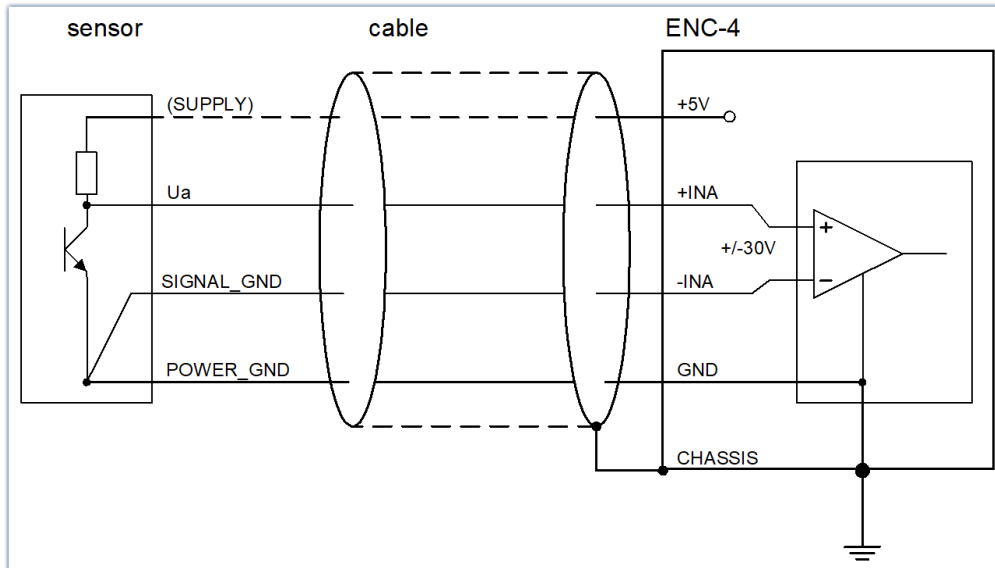 sensor cable ENC-4
(SUPPLY) +5V
Ua +INA
+/-30V
SIGNAL_GND -INA
POWER_GND GND
CHASSIS